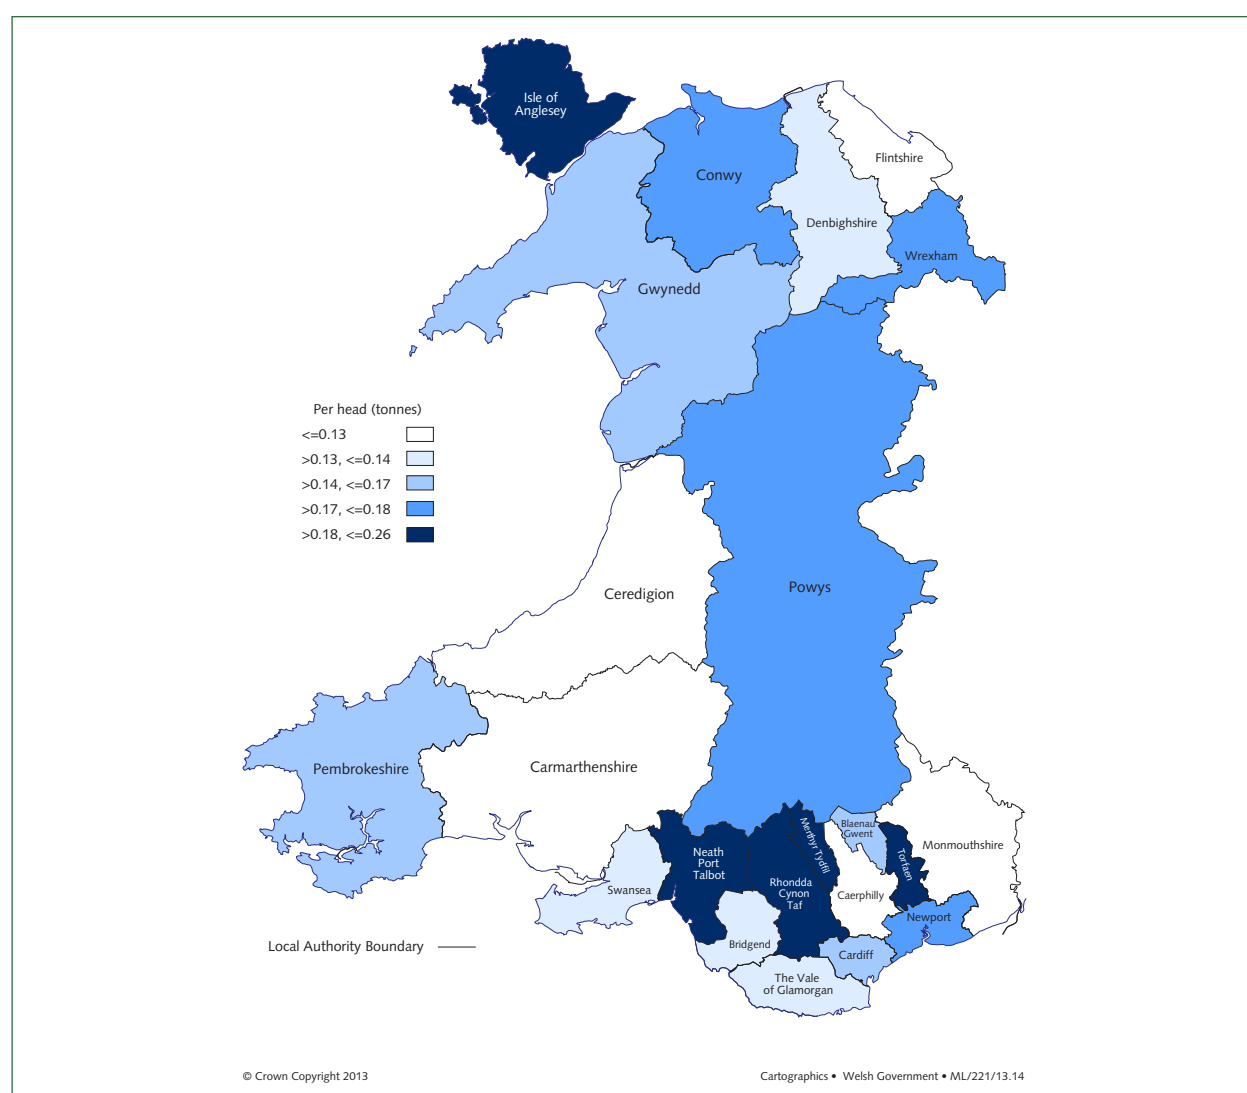 Isle of
Anglesey
Flintshire
Conwy
Denbighshire
Wrexham
Gwynedd
Per head (tonnes)
<=0.13
>0.13, <=0.14
>0.14, <=0.17
>0.17, <=0.18
>0.18, <=0.26
Powys
Ceredigion
Pembrokeshire
Carmarthenshire
Merthyr Tydfil
Blaenau
Gwent
Monmouthshire
Neath
Port
Talbot
Torfaen
Rhondda
Cynon
Taf
Swansea
Caerphilly
Newport
Local Authority Boundary
Bridgend
Cardiff
The Vale
of Glamorgan
© Crown Copyright 2013
Cartographics • Welsh Government • ML/221/13.14